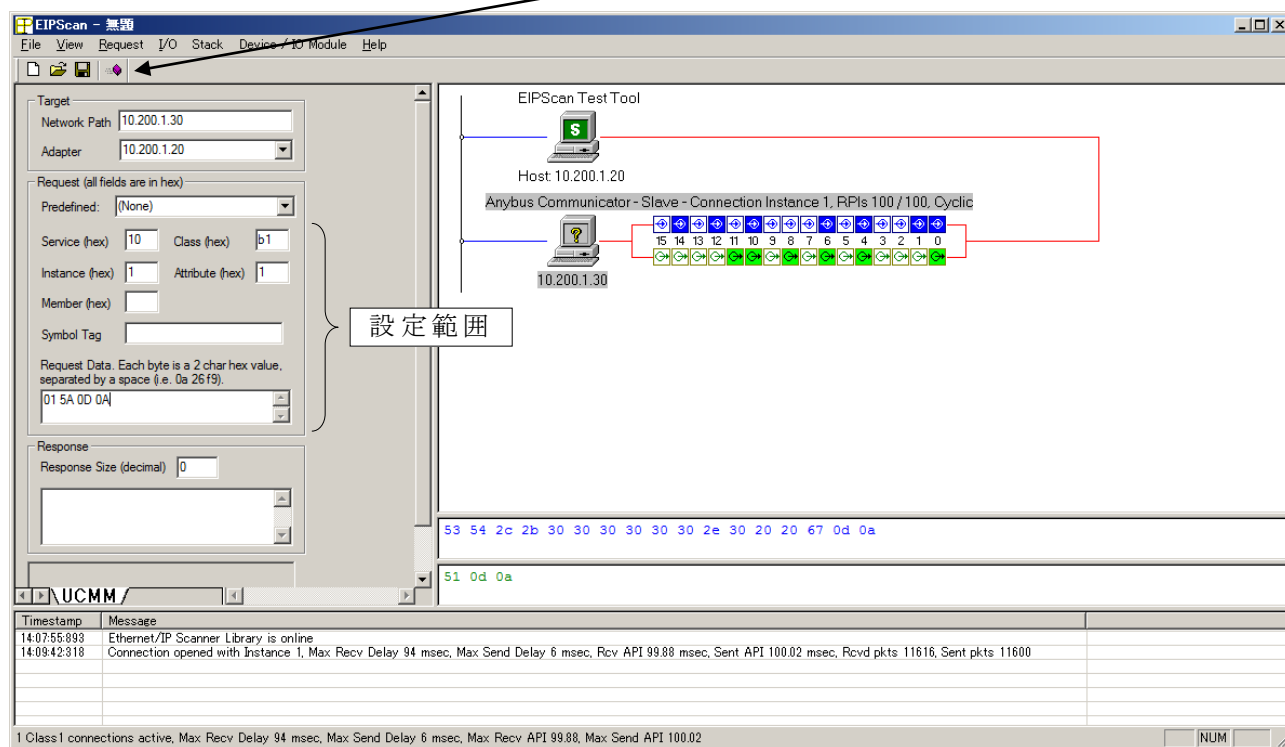 EIPScan - 無題
File View Request I/O Stack Device / IO Module Help
Target
Network Path 10.200.1.30
Adapter 10.200.1.20
Request (all fields are in hex)
Predefined: (None)
Service (hex) 10 Class (hex) b1
Instance (hex) 1 Attribute (hex) 1
Member (hex)
Symbol Tag
Request Data. Each byte is a 2 char hex value,
separated by a space (i.e. 0a 26 f9).
01 5A 0D 0A
設定範囲
Response
Response Size (decimal) 0
UCMM
EIPScan Test Tool
S
Host: 10.200.1.20
Anybus Communicator - Slave - Connection Instance 1, RPIs 100 / 100, Cyclic
?
15 14 13 12 11 10 9 8 7 6 5 4 3 2 1 0
10.200.1.30
53 54 2c 2b 30 30 30 30 30 30 2e 30 20 20 67 0d 0a
51 0d 0a
Timestamp Message
14:07:55:893 Ethernet/IP Scanner Library is online
14:09:42:318 Connection opened with Instance 1, Max Recv Delay 94 msec, Max Send Delay 6 msec, Rcv API 99.88 msec, Sent API 100.02 msec, Rcvd pkts 11616, Sent pkts 11600
1 Class1 connections active, Max Recv Delay 94 msec, Max Send Delay 6 msec, Max Recv API 99.88, Max Send API 100.02
NUM